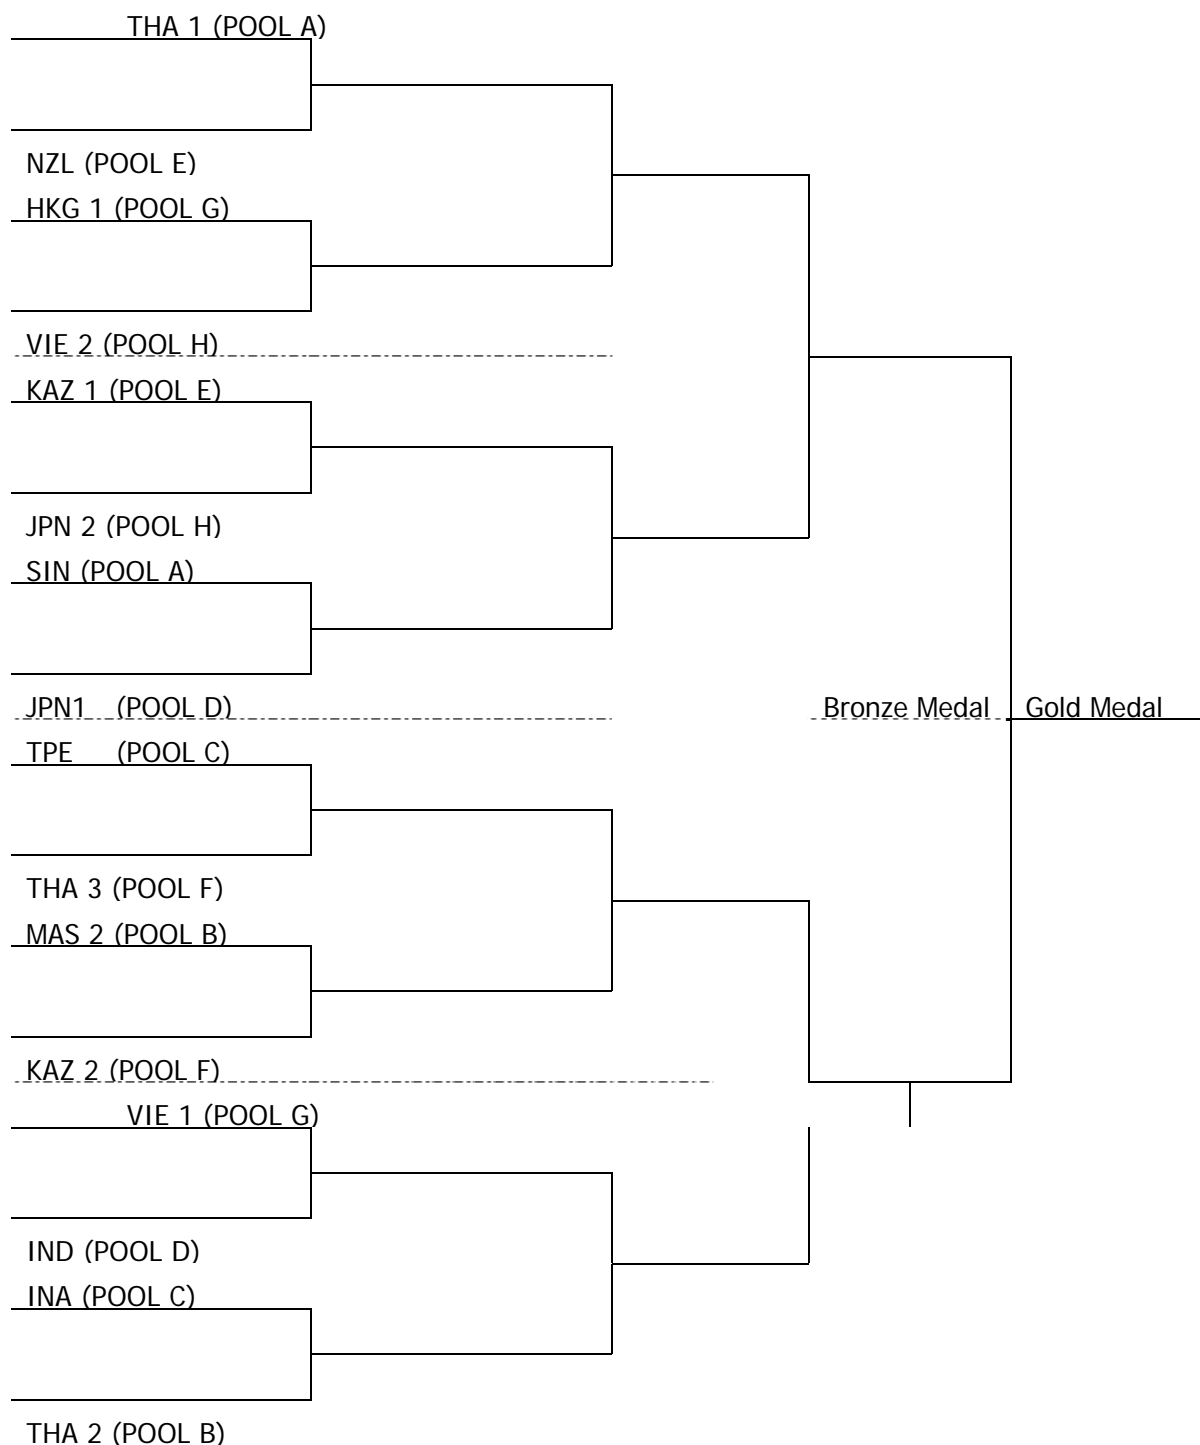 THA 1 (POOL A)
NZL (POOL E)
HKG 1 (POOL G)
VIE 2 (POOL H)
KAZ 1 (POOL E)
JPN 2 (POOL H)
SIN (POOL A)
JPN1 (POOL D)
Bronze Medal Gold Medal
TPE (POOL C)
THA 3 (POOL F)
MAS 2 (POOL B)
KAZ 2 (POOL F)
VIE 1 (POOL G)
IND (POOL D)
INA (POOL C)
THA 2 (POOL B)